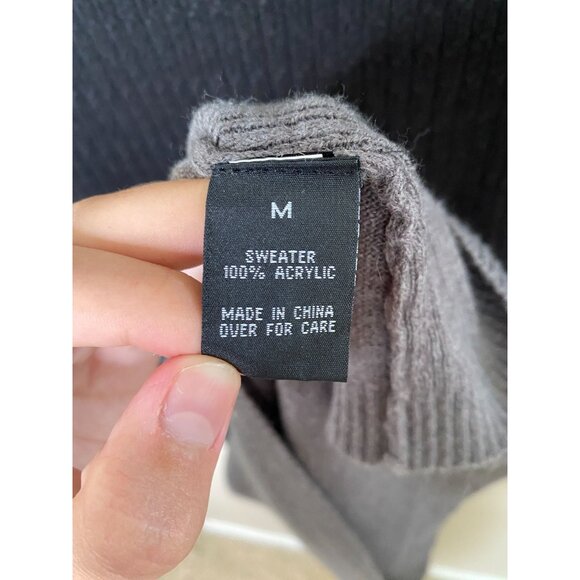 M
SWEATER
100% ACRYLIC
MADE IN CHINA
OVER FOR CARE